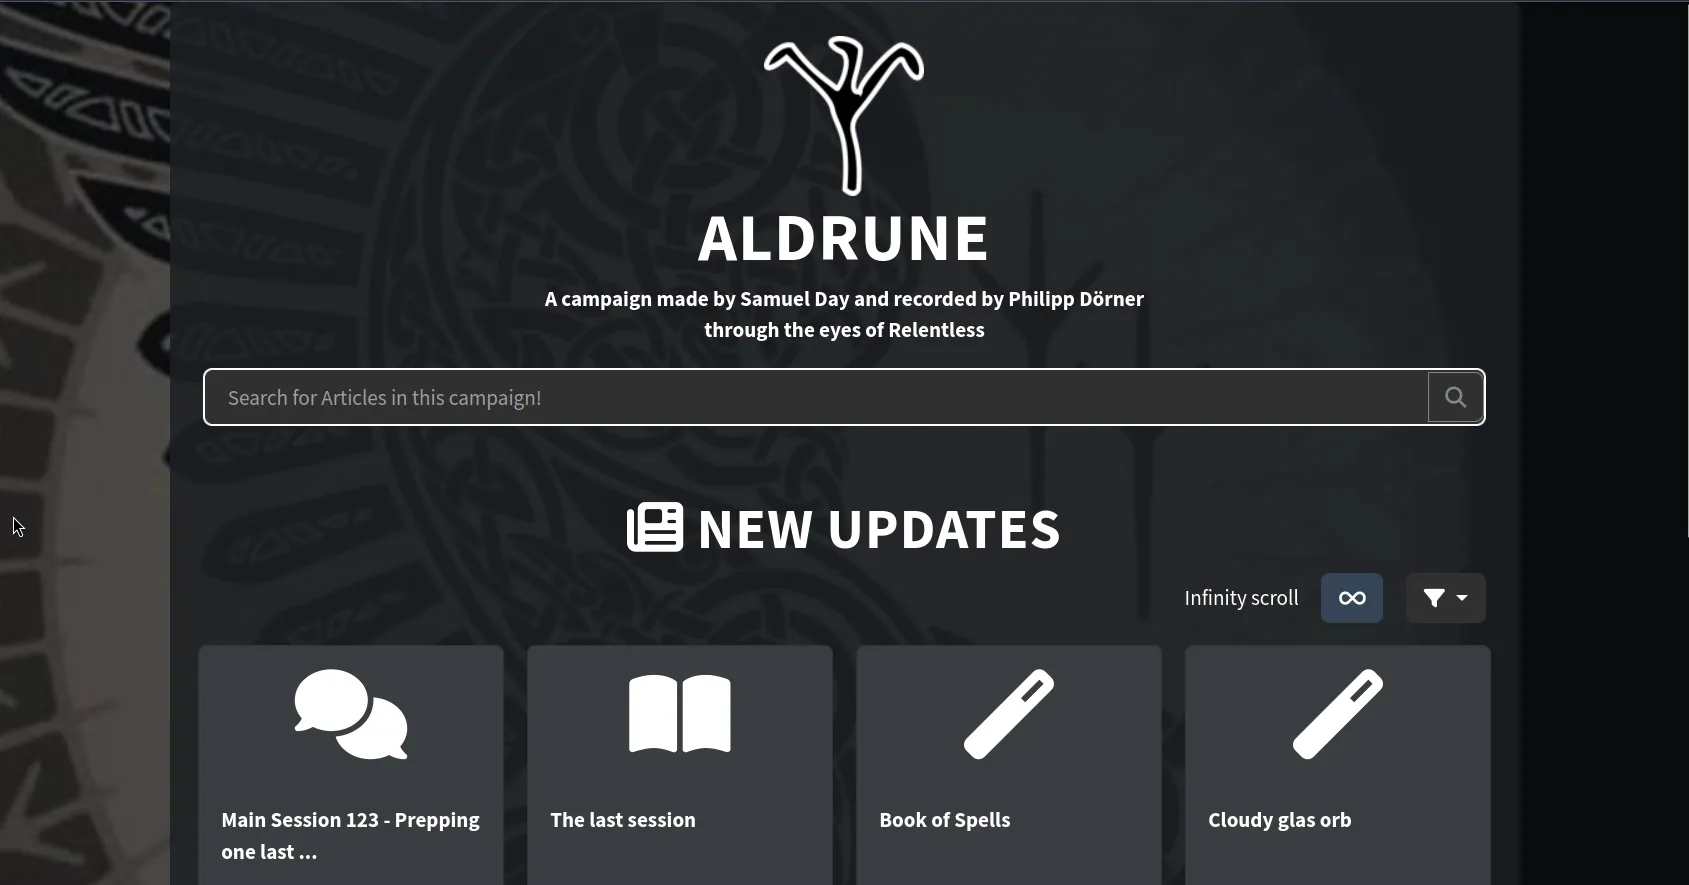 ALDRUNE
A campaign made by Samuel Day and recorded by Philipp Dörner
through the eyes of Relentless
Search for Articles in this campaign!
NEW UPDATES
Infinity scroll
Main Session 123 - Prepping
one last ...
The last session
Book of Spells
Cloudy glas orb